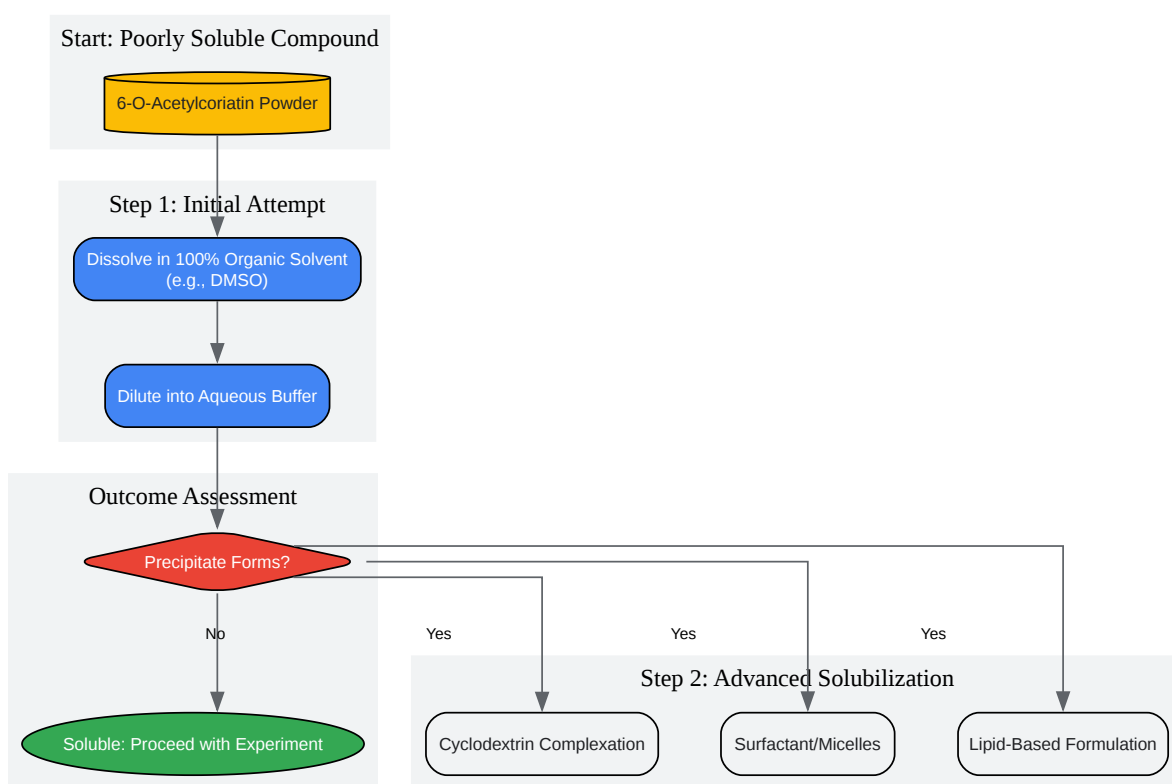 Start: Poorly Soluble Compound
6-O-Acetylcoriatin Powder
Step 1: Initial Attempt
Dissolve in 100% Organic Solvent
(e.g., DMSO)
Dilute into Aqueous Buffer
Outcome Assessment
Precipitate Forms?
No
Yes
Yes
Yes
Step 2: Advanced Solubilization
Soluble: Proceed with Experiment
Cyclodextrin Complexation
Surfactant/Micelles
Lipid-Based Formulation